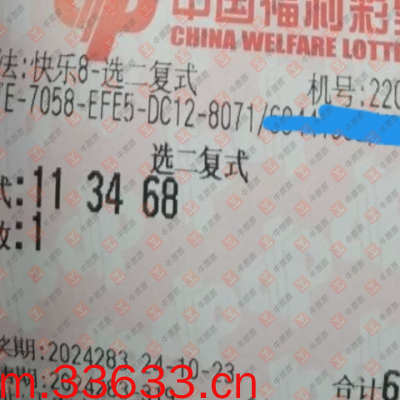 中国福利彩
CHINA WELFARE LOTT
法:快乐8-选二复式
机号:220
7E-7058-EFE5-DC12-8071/
选二复式
式:11 34 68
数:1
奖期:2024283 24-10-23
m.33633.cn
合计6